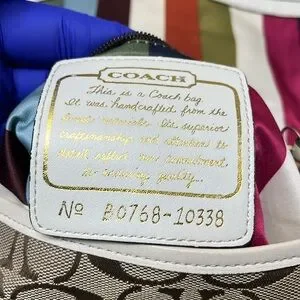 COACH
This is a Coach bag.
It was handcrafted from the
finest materials. Its superior
craftsmanship and attention to
detail reflect our commitment
to enduring quality...
Nº B0768-10338